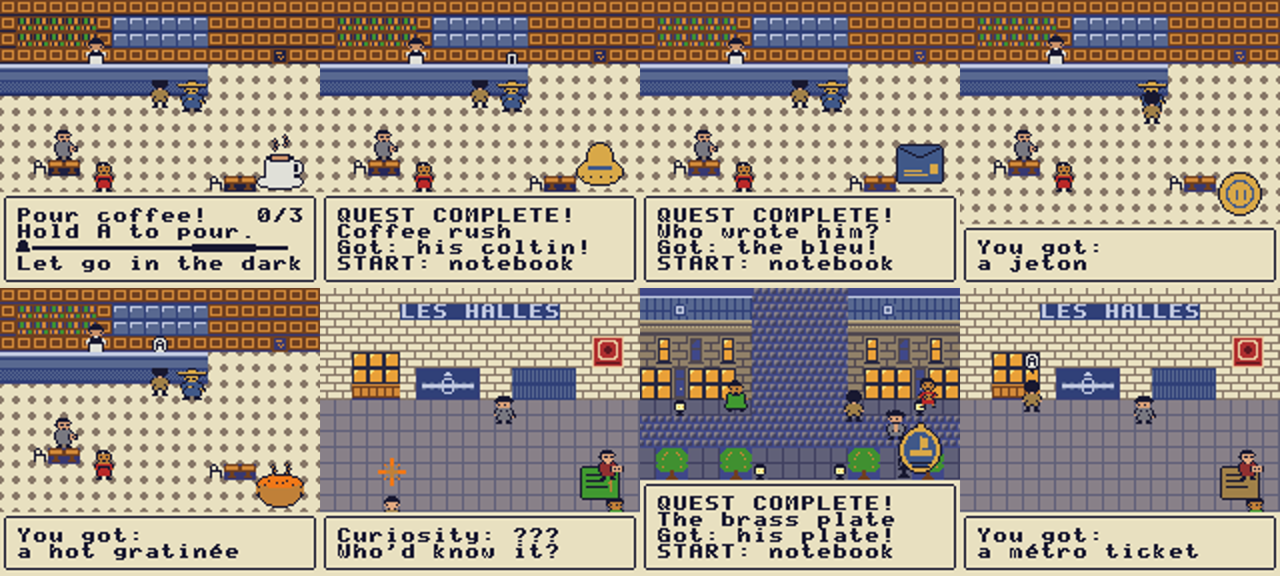 Pour coffee! 0/3
Hold A to pour.
Let go in the dark
QUEST COMPLETE!
Coffee rush
Got: his coltin!
START: notebook
QUEST COMPLETE!
Who wrote him?
Got: the bleu!
START: notebook
You got:
a jeton
A
You got:
a hot gratinée
LES HALLES
Curiosity: ???
Who'd know it?
QUEST COMPLETE!
The brass plate
Got: his plate!
START: notebook
LES HALLES
A
You got:
a métro ticket